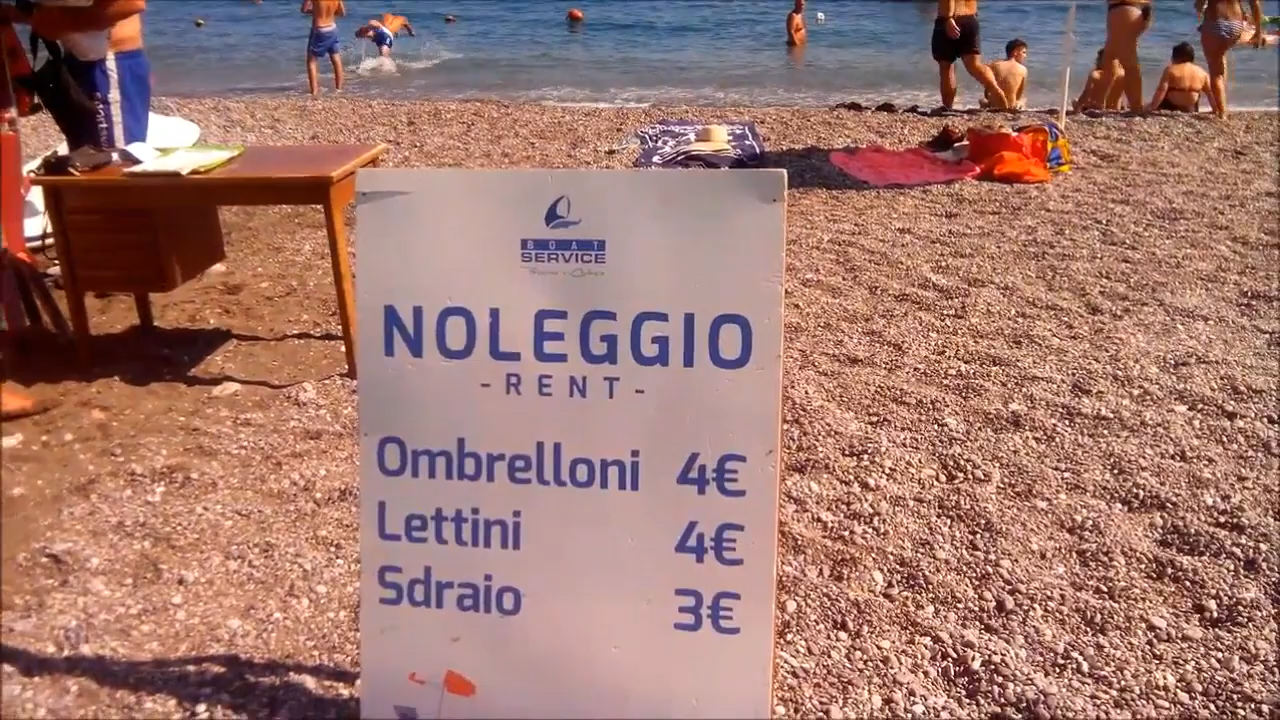 BOAT
SERVICE
NOLEGGIO
-RENT-
Ombrelloni 4€
Lettini 4€
Sdraio 3€